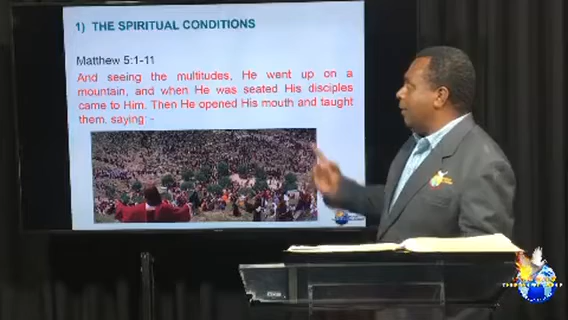 1) THE SPIRITUAL CONDITIONS
Matthew 5:1-11
And seeing the multitudes, He went up on a
mountain, and when He was seated His disciples
came to Him. Then He opened His mouth and taught
them, saying: -